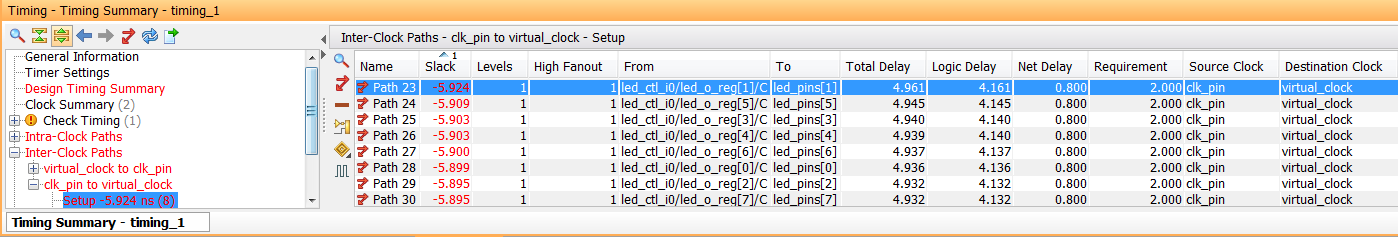 Timing - Timing Summary - timing_1
General Information
Timer Settings
Design Timing Summary
Clock Summary (2)
Check Timing (1)
Intra-Clock Paths
Inter-Clock Paths
virtual_clock to clk_pin
clk_pin to virtual_clock
Setup -5.924 ns (8)
Inter-Clock Paths - clk_pin to virtual_clock - Setup
Name Slack 1 Levels High Fanout From To Total Delay Logic Delay Net Delay Requirement Source Clock Destination Clock
Path 23 -5.924 1 1 led_ctl_i0/led_o_reg[1]/C led_pins[1] 4.961 4.161 0.800 2.000 clk_pin virtual_clock
Path 24 -5.909 1 1 led_ctl_i0/led_o_reg[5]/C led_pins[5] 4.945 4.145 0.800 2.000 clk_pin virtual_clock
Path 25 -5.903 1 1 led_ctl_i0/led_o_reg[3]/C led_pins[3] 4.940 4.140 0.800 2.000 clk_pin virtual_clock
Path 26 -5.903 1 1 led_ctl_i0/led_o_reg[4]/C led_pins[4] 4.939 4.140 0.800 2.000 clk_pin virtual_clock
Path 27 -5.900 1 1 led_ctl_i0/led_o_reg[6]/C led_pins[6] 4.937 4.137 0.800 2.000 clk_pin virtual_clock
Path 28 -5.899 1 1 led_ctl_i0/led_o_reg[0]/C led_pins[0] 4.936 4.136 0.800 2.000 clk_pin virtual_clock
Path 29 -5.895 1 1 led_ctl_i0/led_o_reg[2]/C led_pins[2] 4.932 4.132 0.800 2.000 clk_pin virtual_clock
Path 30 -5.895 1 1 led_ctl_i0/led_o_reg[7]/C led_pins[7] 4.932 4.132 0.800 2.000 clk_pin virtual_clock
Timing Summary - timing_1